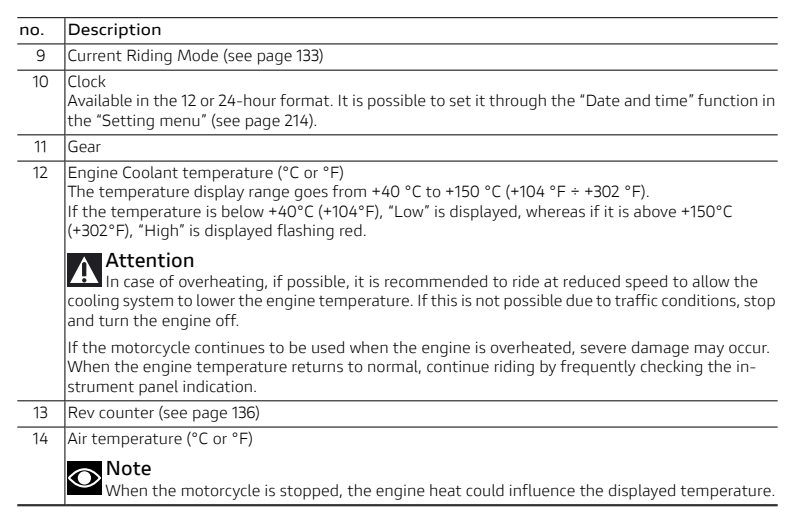 no. Description
9 Current Riding Mode (see page 133)
10 Clock
Available in the 12 or 24-hour format. It is possible to set it through the “Date and time” function in
the “Setting menu” (see page 214).
11 Gear
12 Engine Coolant temperature (°C or °F)
The temperature display range goes from +40 °C to +150 °C (+104 °F ÷ +302 °F).
If the temperature is below +40°C (+104°F), “Low” is displayed, whereas if it is above +150°C
(+302°F), “High” is displayed flashing red.
Attention
In case of overheating, if possible, it is recommended to ride at reduced speed to allow the
cooling system to lower the engine temperature. If this is not possible due to traffic conditions, stop
and turn the engine off.
If the motorcycle continues to be used when the engine is overheated, severe damage may occur.
When the engine temperature returns to normal, continue riding by frequently checking the in-
strument panel indication.
13 Rev counter (see page 136)
14 Air temperature (°C or °F)
Note
When the motorcycle is stopped, the engine heat could influence the displayed temperature.